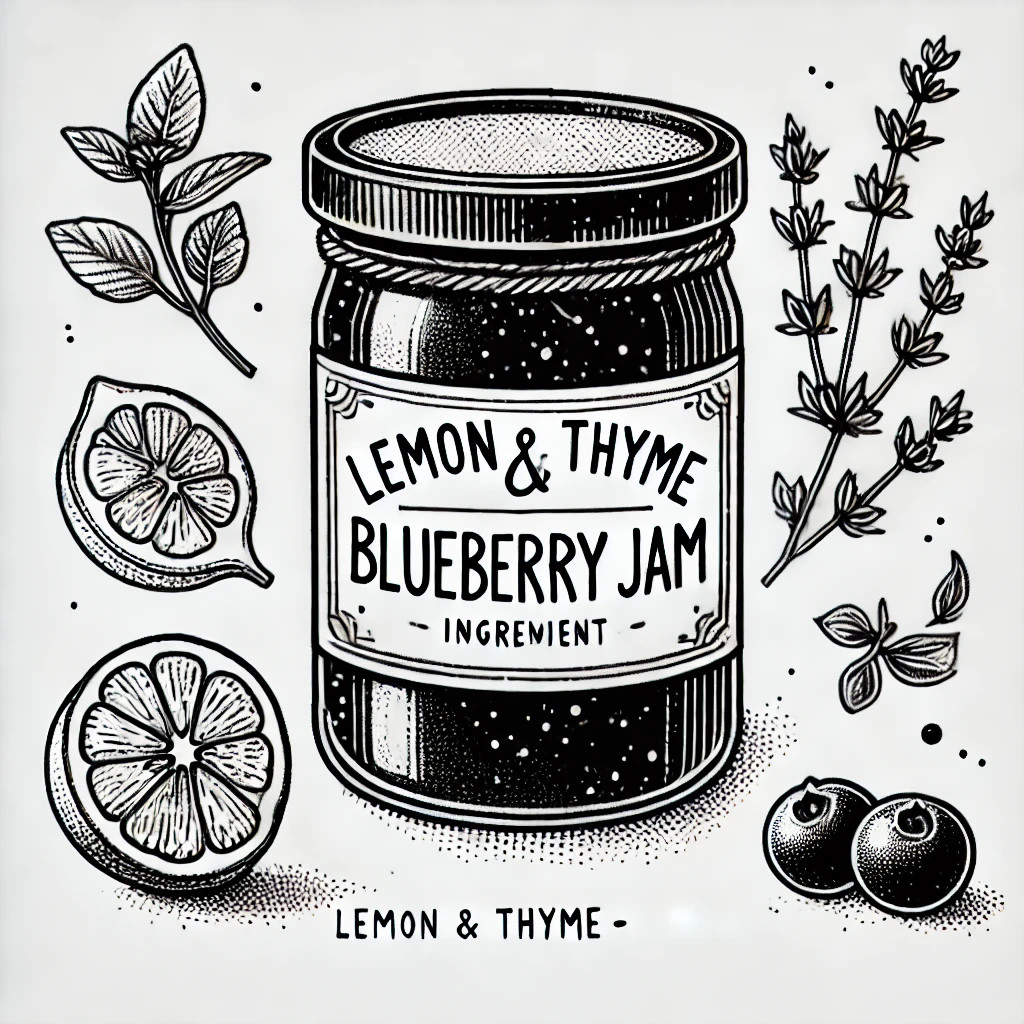 LEMON & THYME
BLUEBERRY JAM
- INGREMIENT -
LEMON & THYME -